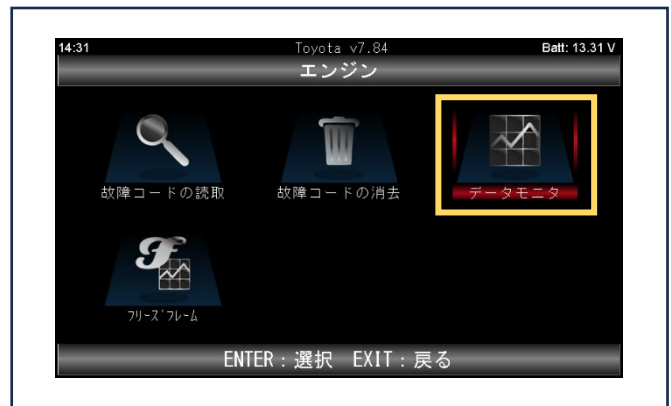 14:31 Toyota v7.84 Batt: 13.31 V
エンジン
故障コードの読取 故障コードの消去 データモニタ
フリーズフレーム
ENTER：選択 EXIT：戻る